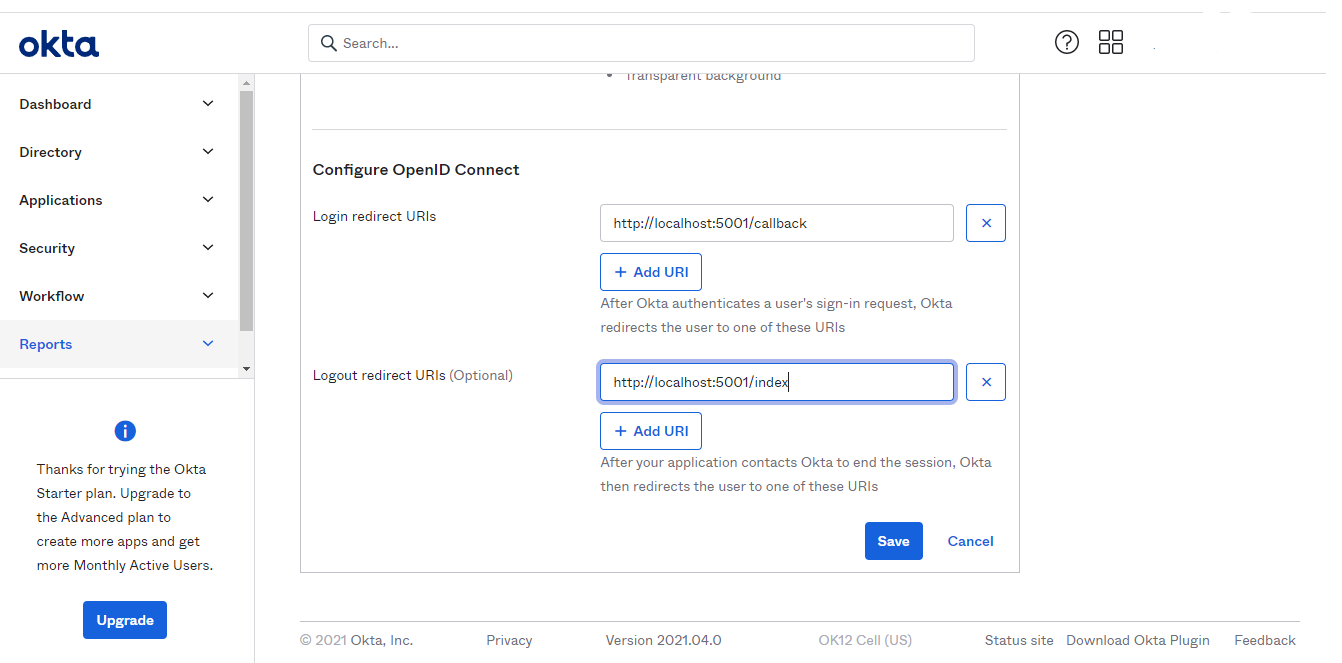 okta
Search...
Dashboard
Directory
Applications
Security
Workflow
Reports
Thanks for trying the Okta
Starter plan. Upgrade to
the Advanced plan to
create more apps and get
more Monthly Active Users.
Upgrade
Transparent background
Configure OpenID Connect
Login redirect URIs
http://localhost:5001/callback
+ Add URI
After Okta authenticates a user's sign-in request, Okta
redirects the user to one of these URIs
Logout redirect URIs (Optional)
http://localhost:5001/index
+ Add URI
After your application contacts Okta to end the session, Okta
then redirects the user to one of these URIs
Save Cancel
© 2021 Okta, Inc. Privacy Version 2021.04.0 OK12 Cell (US) Status site Download Okta Plugin Feedback